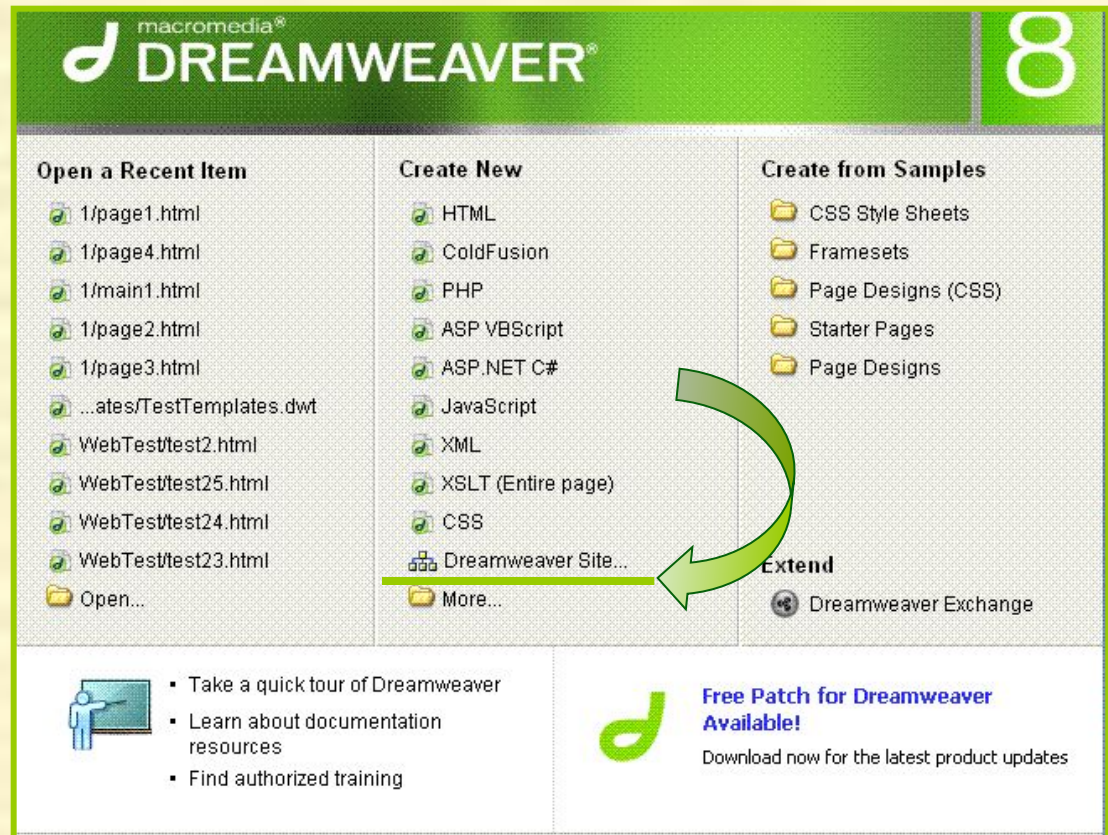 macromedia®
DREAMWEAVER®
8
Open a Recent Item
1/page1.html
1/page4.html
1/main1.html
1/page2.html
1/page3.html
...ates/TestTemplates.dwt
WebTest/test2.html
WebTest/test25.html
WebTest/test24.html
WebTest/test23.html
Open...
Create New
HTML
ColdFusion
PHP
ASP VBScript
ASP.NET C#
JavaScript
XML
XSLT (Entire page)
CSS
Dreamweaver Site...
More...
Create from Samples
CSS Style Sheets
Framesets
Page Designs (CSS)
Starter Pages
Page Designs
Extend
Dreamweaver Exchange
▪ Take a quick tour of Dreamweaver
▪ Learn about documentation
resources
▪ Find authorized training
Free Patch for Dreamweaver
Available!
Download now for the latest product updates